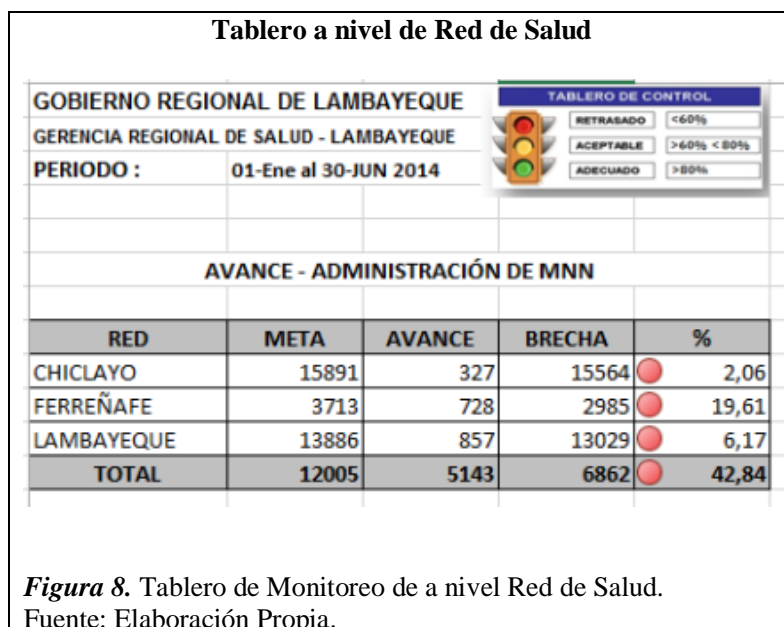 Tablero a nivel de Red de Salud
GOBIERNO REGIONAL DE LAMBAYEQUE
GERENCIA REGIONAL DE SALUD - LAMBAYEQUE
PERIODO : 01-Ene al 30-JUN 2014
TABLERO DE CONTROL
RETRASADO <60%
ACEPTABLE >60% <80%
ADECUADO >80%
AVANCE - ADMINISTRACIÓN DE MNN
RED META AVANCE BRECHA %
CHICLAYO 15891 327 15564 2,06
FERREÑAFE 3713 728 2985 19,61
LAMBAYEQUE 13886 857 13029 6,17
TOTAL 12005 5143 6862 42,84
Figura 8. Tablero de Monitoreo de a nivel Red de Salud.
Fuente: Elaboración Propia.